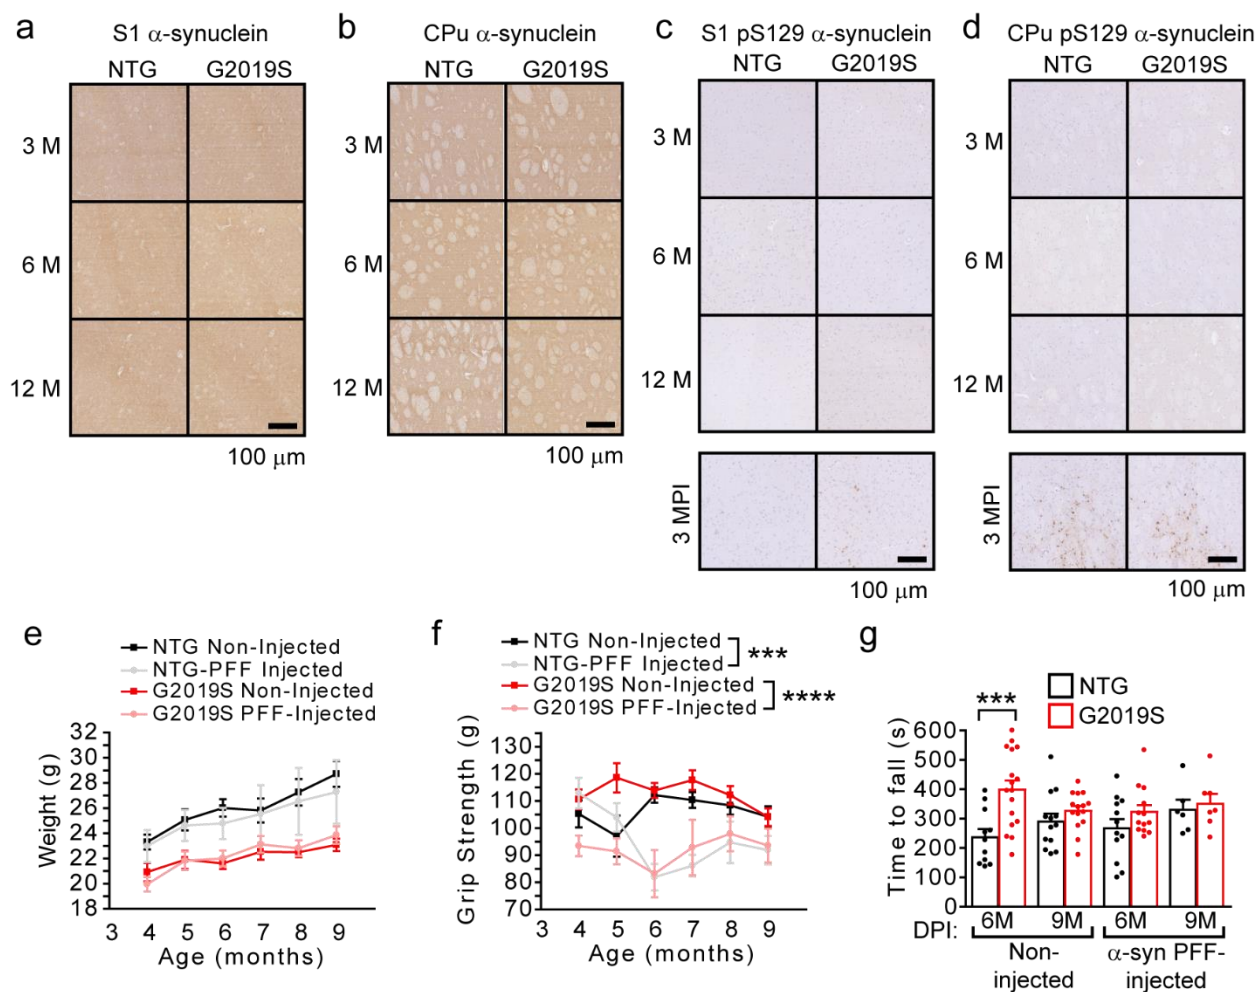 a
S1 α-synuclein
NTG G2019S
3 M
6 M
12 M
100 μm
b
CPu α-synuclein
NTG G2019S
3 M
6 M
12 M
100 μm
c
S1 pS129 α-synuclein
NTG G2019S
3 M
6 M
12 M
3 MPI
100 μm
d
CPu pS129 α-synuclein
NTG G2019S
3 M
6 M
12 M
3 MPI
100 μm
e
NTG Non-Injected
NTG-PFF Injected
G2019S Non-Injected
G2019S PFF-Injected
Weight (g)
30
28
26
24
22
20
18
3 4 5 6 7 8 9
Age (months)
f
NTG Non-Injected
NTG-PFF Injected
***
G2019S Non-Injected
G2019S PFF-Injected
****
Grip Strength (g)
130
120
110
100
90
80
70
3 4 5 6 7 8 9
Age (months)
g
NTG
G2019S
***
Time to fall (s)
600
500
400
300
200
100
0
DPI: 6M 9M 6M 9M
Non-
injected
α-syn PFF-
injected